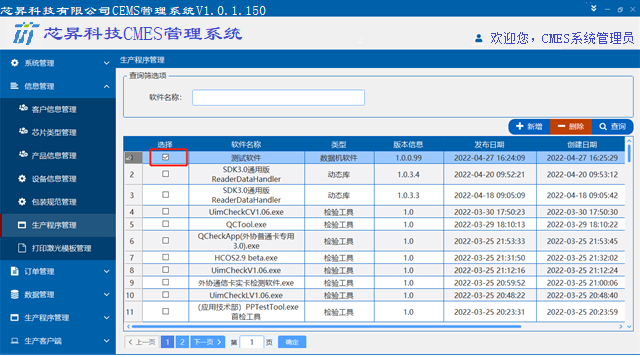 芯昇科技有限公司CEMS管理系统V1.0.1.150
芯昇科技CMES管理系统
欢迎您，CMES系统管理员
系统管理
信息管理
客户信息管理
芯片类型管理
产品信息管理
设备信息管理
包装规范管理
生产程序管理
打印激光模板管理
订单管理
数据管理
生产程序管理
生产客户端
生产程序管理
查询筛选项
软件名称:
新增 删除 查询
选择 软件名称 类型 版本信息 发布日期 创建日期
测试软件 数据机软件 1.0.0.99 2022-04-27 16:24:09 2022-04-27 16:25:29
2 SDK3.0通用版 ReaderDataHandler 动态库 1.0.3.4 2022-04-20 09:52:21 2022-04-20 09:53:12
3 SDK3.0通用版 ReaderDataHandler 动态库 1.0.3.3 2022-04-18 09:05:09 2022-04-18 09:05:42
4 UimCheckCV1.06.exe 检验工具 1.0 2022-03-30 17:50:23 2022-03-30 17:50:30
5 QCTool.exe 检验工具 1.0 2022-03-29 18:10:13 2022-03-29 18:10:22
6 QCheckApp(外协普通卡专用3.0).exe 检验工具 1.0 2022-03-25 21:53:33 2022-03-25 21:53:45
7 HCOS2.9 beta.exe 检验工具 1.0 2022-03-25 21:31:50 2022-03-25 21:32:02
8 UimCheckV1.06.exe 检验工具 1.0 2022-03-25 21:12:16 2022-03-25 21:12:24
9 外协通信卡实卡检测软件.exe 检验工具 1.0 2022-03-25 20:59:52 2022-03-25 21:00:06
10 UimCheckLV1.06.exe 检验工具 1.0 2022-03-25 20:48:22 2022-03-25 20:48:40
11 (应用技术部) PPTestTool.exe 首检工具 检验工具 1.0 2022-03-25 20:23:31 2022-03-25 20:23:59
上一页 1 2 下一页 第 1 页 确定